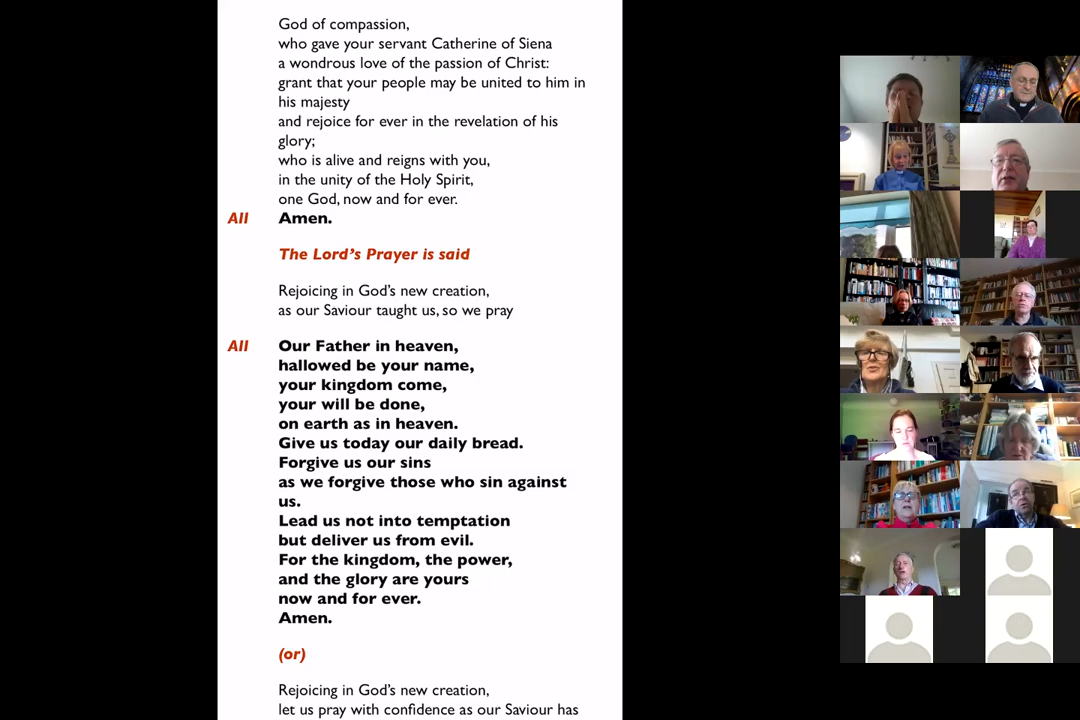 God of compassion,
who gave your servant Catherine of Siena
a wondrous love of the passion of Christ:
grant that your people may be united to him in
his majesty
and rejoice for ever in the revelation of his
glory;
who is alive and reigns with you,
in the unity of the Holy Spirit,
one God, now and for ever.
All Amen.
The Lord's Prayer is said
Rejoicing in God's new creation,
as our Saviour taught us, so we pray
All Our Father in heaven,
hallowed be your name,
your kingdom come,
your will be done,
on earth as in heaven.
Give us today our daily bread.
Forgive us our sins
as we forgive those who sin against
us.
Lead us not into temptation
but deliver us from evil.
For the kingdom, the power,
and the glory are yours
now and for ever.
Amen.
(or)
Rejoicing in God's new creation,
let us pray with confidence as our Saviour has